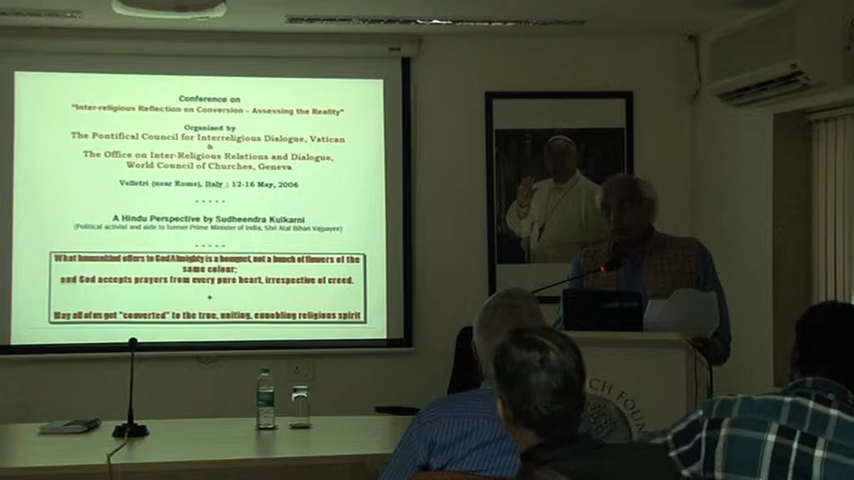 Conference on
"Inter-religious Reflection on Conversion – Assessing the Reality"
Organised by
The Pontifical Council for Interreligious Dialogue, Vatican
&
The Office on Inter-Religious Relations and Dialogue,
World Council of Churches, Geneva
Velletri (near Rome), Italy ; 12-16 May, 2006
- - - - -
A Hindu Perspective by Sudheendra Kulkarni
(Political activist and aide to former Prime Minister of India, Shri Atal Bihari Vajpayee)
- - - - -
What humankind offers to God Almighty is a bouquet, not a bunch of flowers of the
same colour;
and God accepts prayers from every pure heart, irrespective of creed.
+
May all of us get "converted" to the true, uniting, ennobling religious spirit